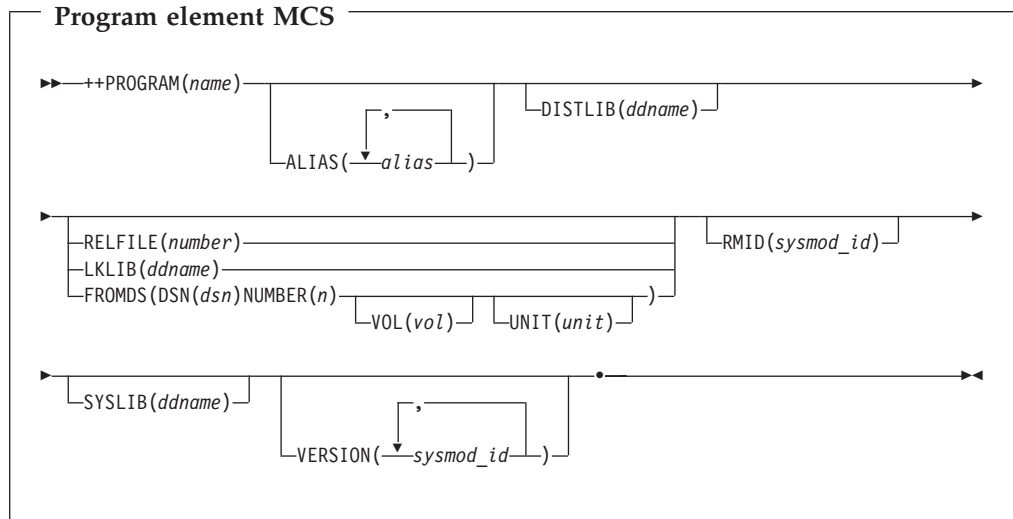 Program element MCS
++PROGRAM(name)
ALIAS( , alias )
DISTLIB(ddname)
RELFILE(number)
LKLIB(ddname)
FROMDS(DSN(dsn)NUMBER(n) VOL(vol) UNIT(unit) )
RMID(sysmod_id)
SYSLIB(ddname)
VERSION( , sysmod_id )
.